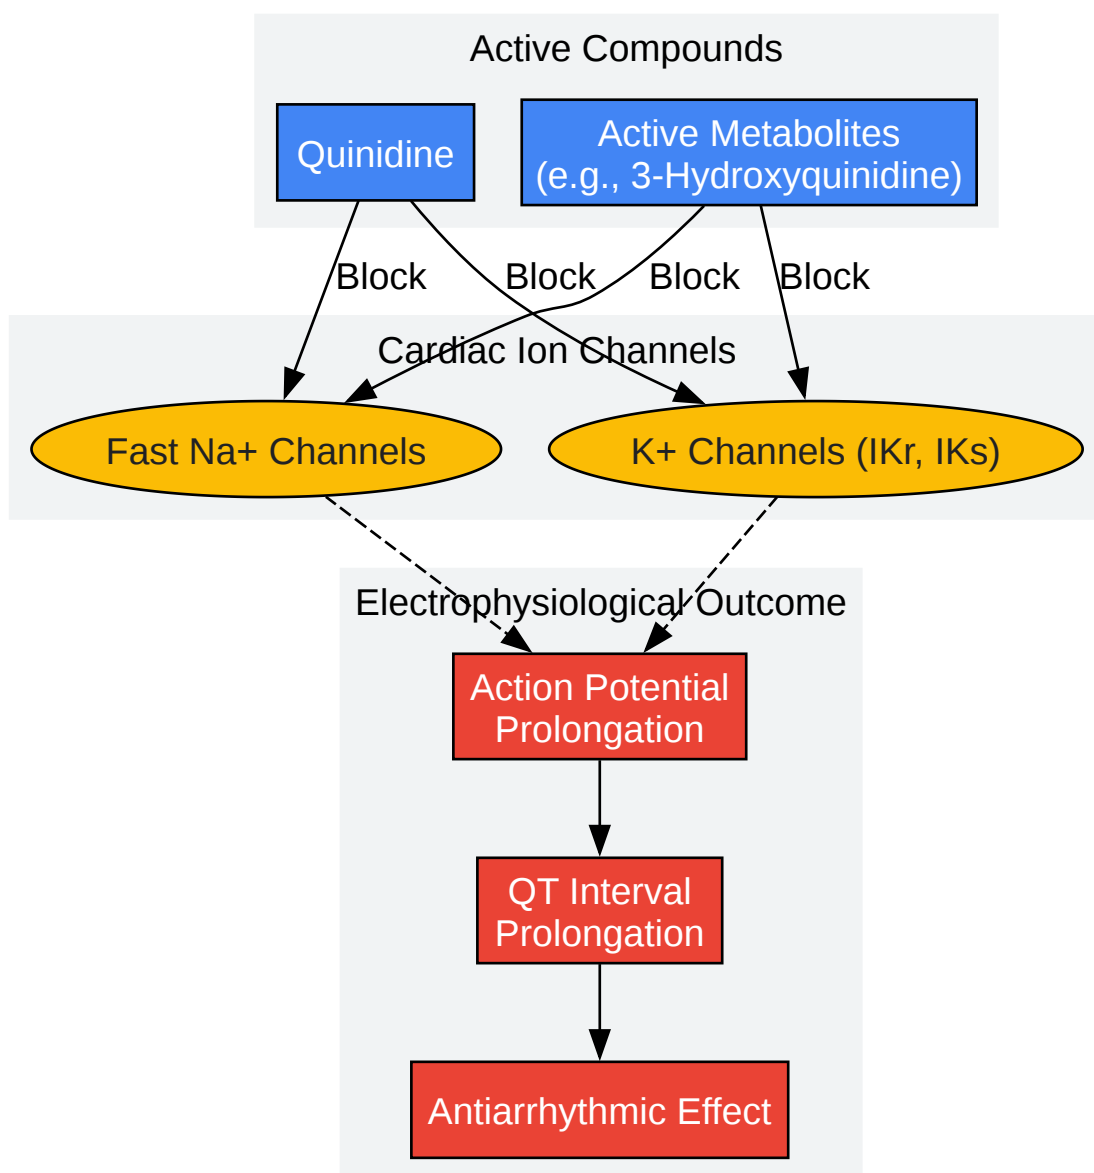 Active Compounds
Quinidine
Active Metabolites
(e.g., 3-Hydroxyquinidine)
Block
Block
Block
Block
Cardiac Ion Channels
Fast Na+ Channels
K+ Channels (IKr, IKs)
Electrophysiological Outcome
Action Potential
Prolongation
QT Interval
Prolongation
Antiarrhythmic Effect